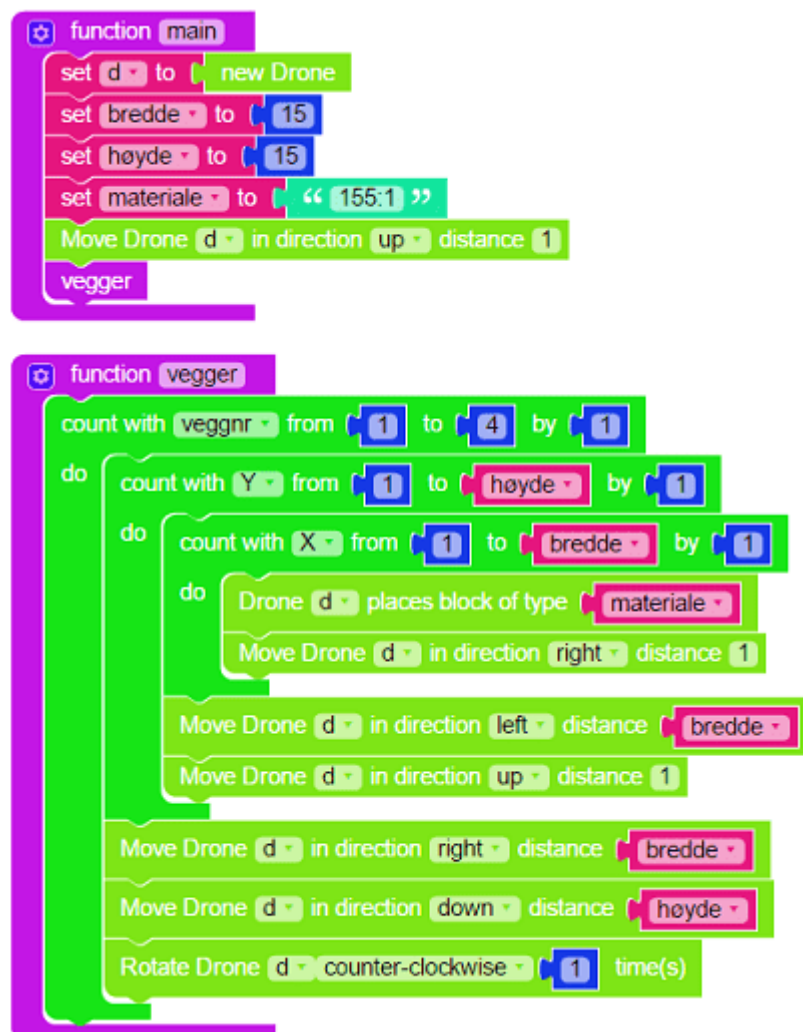 function main
set d to new Drone
set bredde to 15
set høyde to 15
set materiale to “ 155:1 ”
Move Drone d in direction up distance 1
vegger
function vegger
count with veggnr from 1 to 4 by 1
do count with Y from 1 to høyde by 1
do count with X from 1 to bredde by 1
do Drone d places block of type materiale
Move Drone d in direction right distance 1
Move Drone d in direction left distance bredde
Move Drone d in direction up distance 1
Move Drone d in direction right distance bredde
Move Drone d in direction down distance høyde
Rotate Drone d counter-clockwise 1 time(s)